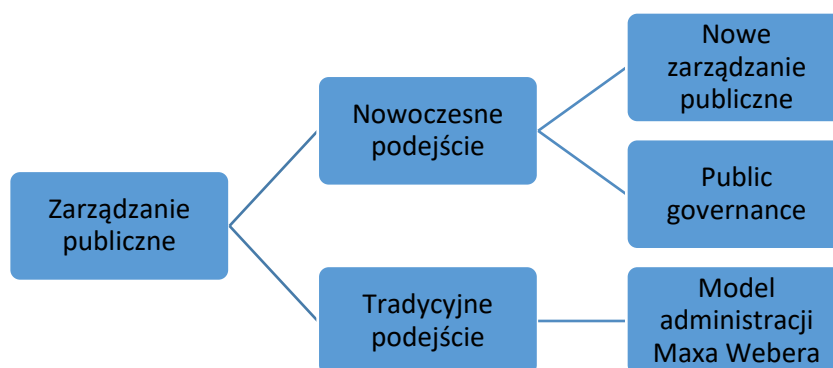 Zarządzanie
publiczne
Nowoczesne
podejście
Nowe
zarządzanie
publiczne
Public
governance
Tradycyjne
podejście
Model
administracji
Maxa Webera